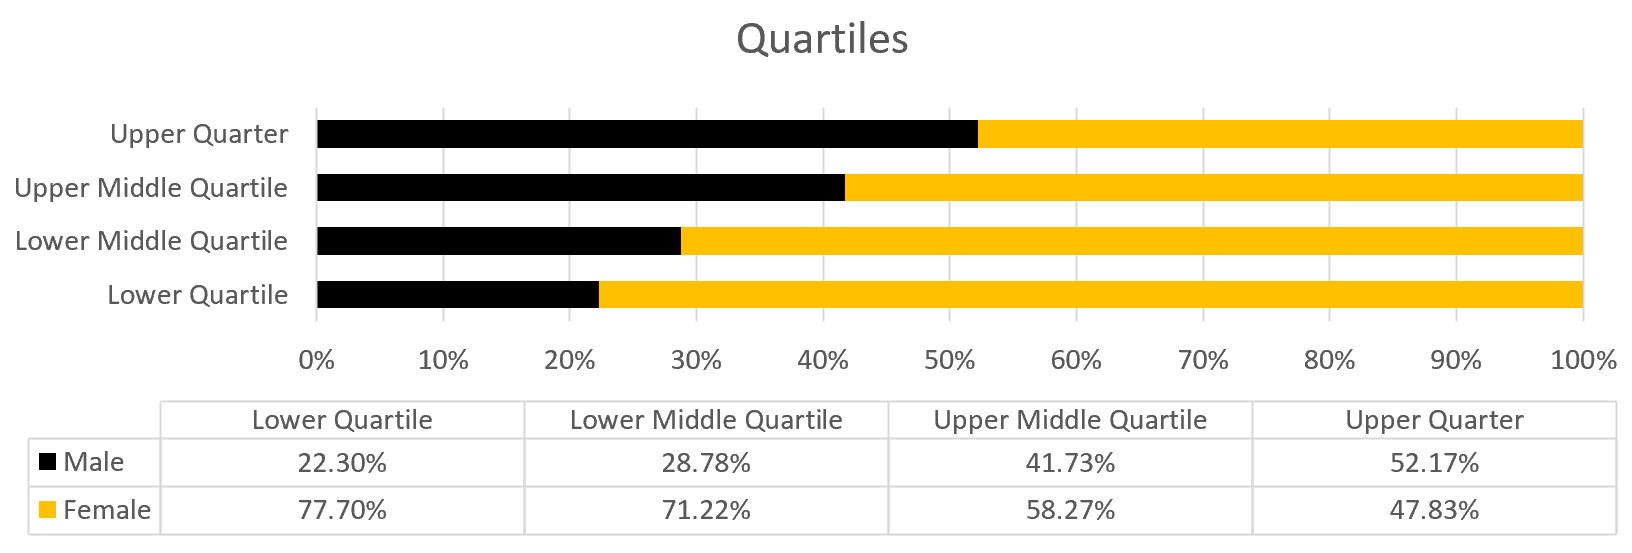 Quartiles
Upper Quarter
Upper Middle Quartile
Lower Middle Quartile
Lower Quartile
0% 10% 20% 30% 40% 50% 60% 70% 80% 90% 100%
Lower Quartile Lower Middle Quartile Upper Middle Quartile Upper Quarter
Male 22.30% 28.78% 41.73% 52.17%
Female 77.70% 71.22% 58.27% 47.83%